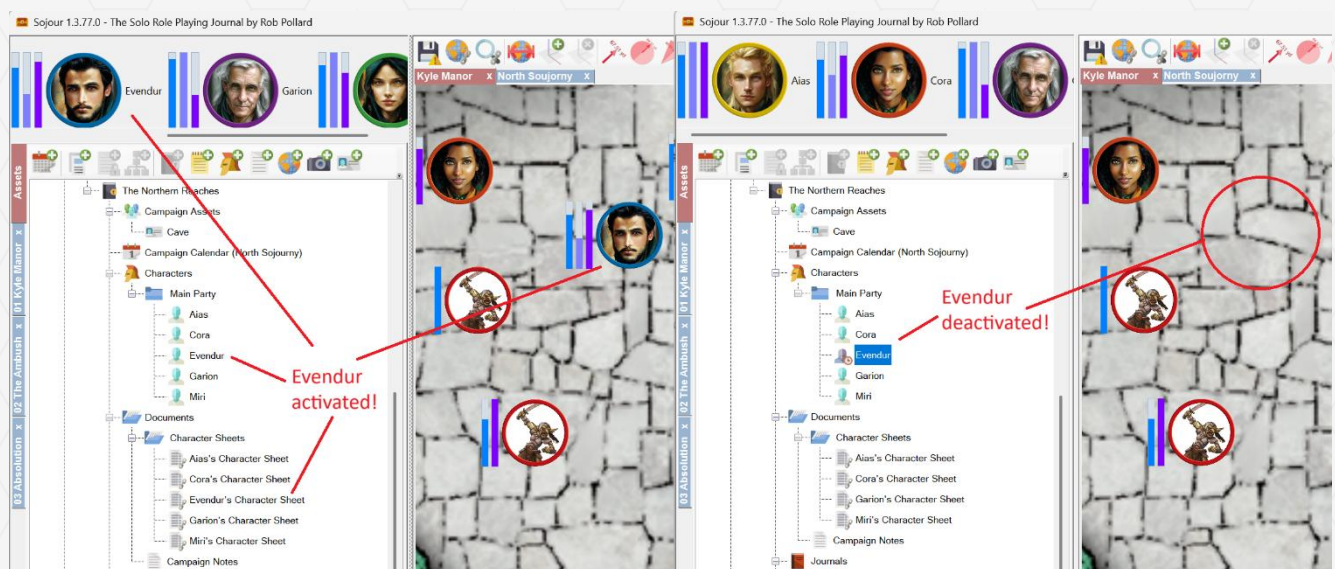 Sojour 1.3.77.0 - The Solo Role Playing Journal by Rob Pollard
Evendur
Garion
Kyle Manor x
North Soujorny x
Assets
01 Kyle Manor x
02 The Ambush x
03 Absolution x
The Northern Reaches
Campaign Assets
Cave
Campaign Calendar (North Sojourny)
Characters
Main Party
Aias
Cora
Evendur
Garion
Miri
Documents
Character Sheets
Aias's Character Sheet
Cora's Character Sheet
Evendur's Character Sheet
Garion's Character Sheet
Miri's Character Sheet
Campaign Notes
Evendur
activated!
Sojour 1.3.77.0 - The Solo Role Playing Journal by Rob Pollard
Aias
Cora
Kyle Manor x
North Soujorny x
Assets
01 Kyle Manor x
02 The Ambush x
03 Absolution x
The Northern Reaches
Campaign Assets
Cave
Campaign Calendar (North Sojourny)
Characters
Main Party
Aias
Cora
Evendur
Garion
Miri
Documents
Character Sheets
Aias's Character Sheet
Cora's Character Sheet
Garion's Character Sheet
Miri's Character Sheet
Campaign Notes
Journals
Evendur
deactivated!